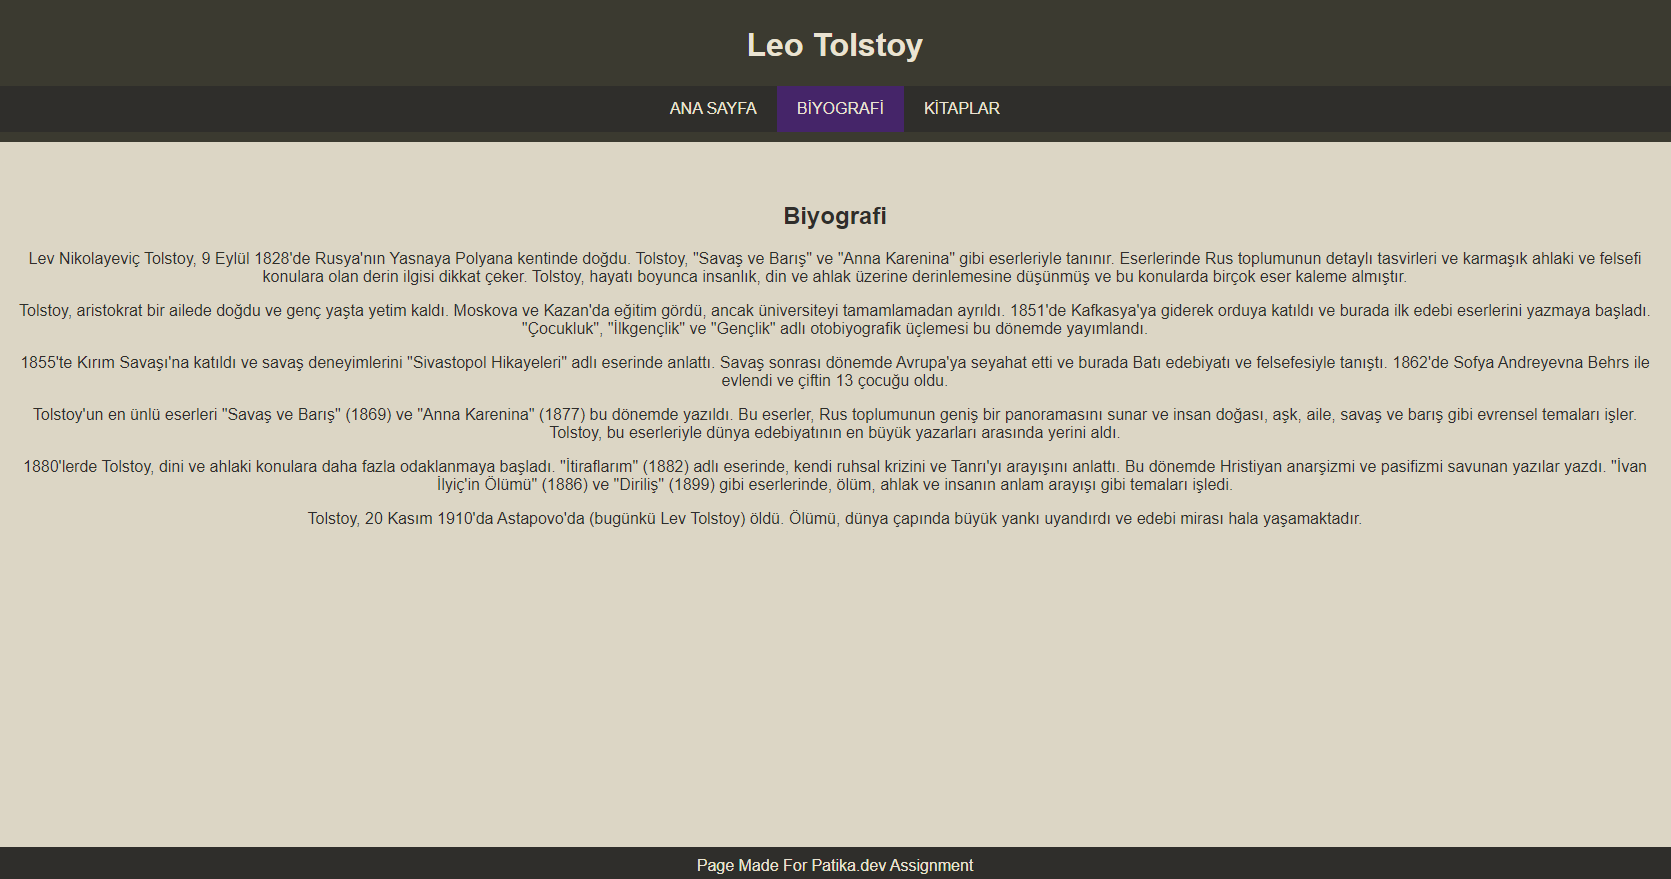 Leo Tolstoy
ANA SAYFA
BİYOGRAFİ
KİTAPLAR
Biyografi
Lev Nikolayeviç Tolstoy, 9 Eylül 1828'de Rusya'nın Yasnaya Polyana kentinde doğdu. Tolstoy, "Savaş ve Barış" ve "Anna Karenina" gibi eserleriyle tanınır. Eserlerinde Rus toplumunun detaylı tasvirleri ve karmaşık ahlaki ve felsefi
konulara olan derin ilgisi dikkat çeker. Tolstoy, hayatı boyunca insanlık, din ve ahlak üzerine derinlemesine düşünmüş ve bu konularda birçok eser kaleme almıştır.
Tolstoy, aristokrat bir ailede doğdu ve genç yaşta yetim kaldı. Moskova ve Kazan'da eğitim gördü, ancak üniversiteyi tamamlamadan ayrıldı. 1851'de Kafkasya'ya giderek orduya katıldı ve burada ilk edebi eserlerini yazmaya başladı.
"Çocukluk", "İlkgençlik" ve "Gençlik" adlı otobiyografik üçlemesi bu dönemde yayımlandı.
1855'te Kırım Savaşı'na katıldı ve savaş deneyimlerini "Sivastopol Hikayeleri" adlı eserinde anlattı. Savaş sonrası dönemde Avrupa'ya seyahat etti ve burada Batı edebiyatı ve felsefesiyle tanıştı. 1862'de Sofya Andreyevna Behrs ile
evlendi ve çiftin 13 çocuğu oldu.
Tolstoy'un en ünlü eserleri "Savaş ve Barış" (1869) ve "Anna Karenina" (1877) bu dönemde yazıldı. Bu eserler, Rus toplumunun geniş bir panoramasını sunar ve insan doğası, aşk, aile, savaş ve barış gibi evrensel temaları işler.
Tolstoy, bu eserleriyle dünya edebiyatının en büyük yazarları arasında yerini aldı.
1880'lerde Tolstoy, dini ve ahlaki konulara daha fazla odaklanmaya başladı. "İtiraflarım" (1882) adlı eserinde, kendi ruhsal krizini ve Tanrı'yı arayışını anlattı. Bu dönemde Hristiyan anarşizmi ve pasifizmi savunan yazılar yazdı. "İvan
İlyiç'in Ölümü" (1886) ve "Diriliş" (1899) gibi eserlerinde, ölüm, ahlak ve insanın anlam arayışı gibi temaları işledi.
Tolstoy, 20 Kasım 1910'da Astapovo'da (bugünkü Lev Tolstoy) öldü. Ölümü, dünya çapında büyük yankı uyandırdı ve edebi mirası hala yaşamaktadır.
Page Made For Patika.dev Assignment